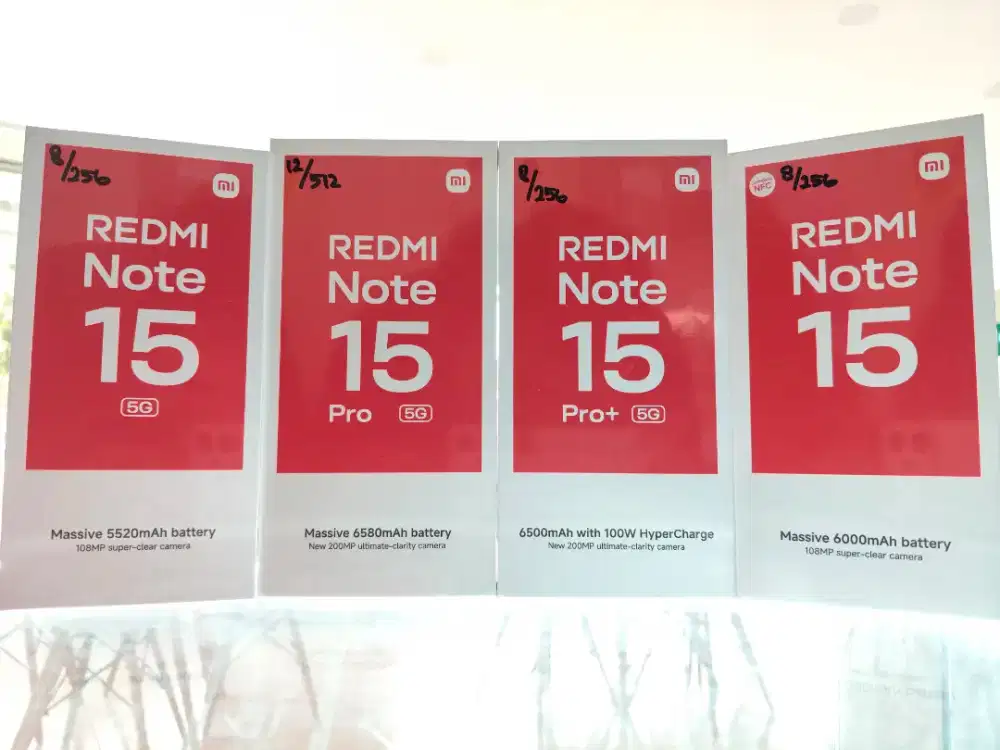 8/256
mi
REDMI
Note
15
5G
Massive 5520mAh battery
108MP super-clear camera
12/512
mi
REDMI
Note
15
Pro 5G
Massive 6580mAh battery
New 200MP ultimate-clarity camera
8/256
mi
REDMI
Note
15
Pro+ 5G
6500mAh with 100W HyperCharge
New 200MP ultimate-clarity camera
NFC
8/256
mi
REDMI
Note
15
Massive 6000mAh battery
108MP super-clear camera